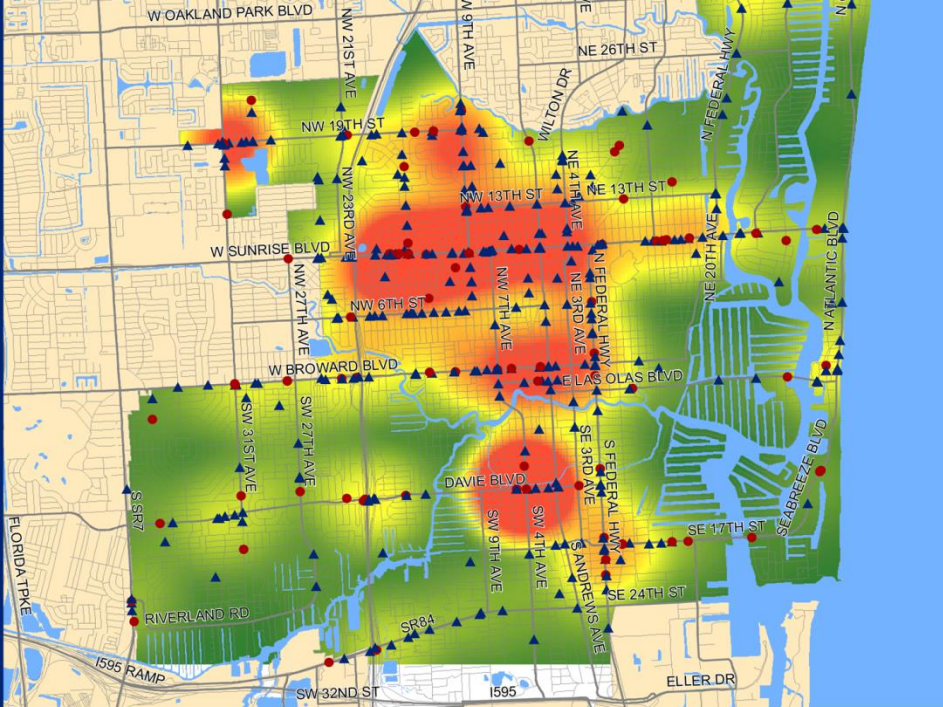 W OAKLAND PARK BLVD
NW 21ST AVE
W 9TH AVE
NE 26TH ST
N FEDERAL HWY
WILTON DR
NW 19TH ST
NW 23RD AVE
NW 13TH ST
NE 4TH AVE
NE 13TH ST
W SUNRISE BLVD
NE 20TH AVE
N ATLANTIC BLVD
NW 27TH AVE
NW 6TH ST
NW 7TH AVE
NE 3RD AVE
N FEDERAL HWY
W BROWARD BLVD
E LAS OLAS BLVD
SW 31ST AVE
SW 27TH AVE
SE 3RD AVE
S FEDERAL HWY
SEABREEZE BLVD
DAVIE BLVD
S SR7
FLORIDA TPKE
SW 9TH AVE
SW 4TH AVE
S ANDREWS AVE
SE 17TH ST
SE 24TH ST
RIVERLAND RD
SR84
I595 RAMP
SW 32ND ST
I595
ELLER DR